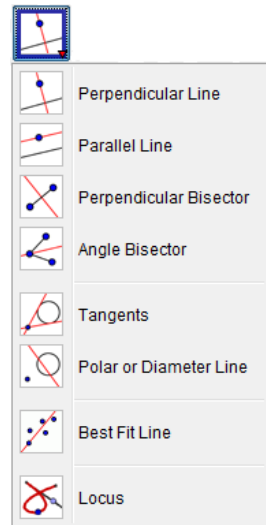 Perpendicular Line
Parallel Line
Perpendicular Bisector
Angle Bisector
Tangents
Polar or Diameter Line
Best Fit Line
Locus